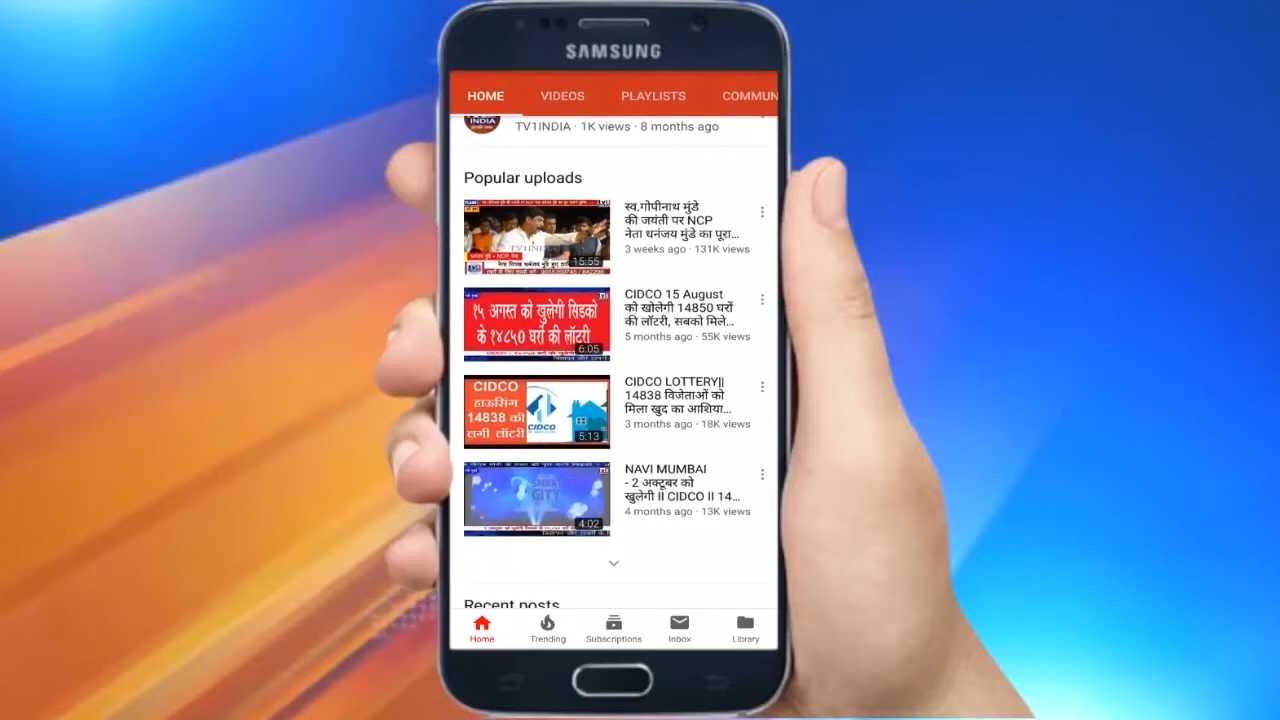 SAMSUNG
HOME VIDEOS PLAYLISTS COMMUN
INDIA
TV1INDIA · 1K views · 8 months ago
Popular uploads
TV1INDIA
15:55
स्व.गोपीनाथ मुंडे
की जयंती पर NCP
नेता धनंजय मुंडे का पूरा...
3 weeks ago · 131K views
१५ अगस्त को खुलेगी सिडको
के १४८५० घरों की लॉटरी
6:05
CIDCO 15 August
को खोलेगी 14850 घरों
की लॉटरी, सबको मिले...
5 months ago · 55K views
CIDCO
हाऊसिंग
14838 की
लगी लॉटरी
CIDCO
5:13
CIDCO LOTTERY||
14838 विजेताओं को
मिला खुद का आशिया...
3 months ago · 18K views
SMART
CITY
4:02
NAVI MUMBAI
- 2 अक्टूबर को
खुलेगी II CIDCO II 14...
4 months ago · 13K views
Recent posts
Home Trending Subscriptions Inbox Library